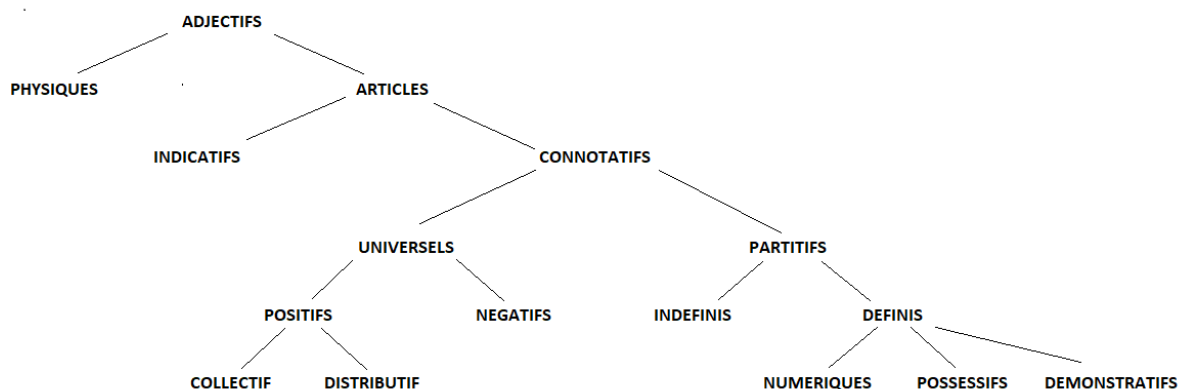 ADJECTIFS
PHYSIQUES ARTICLES
INDICATIFS CONNOTATIFS
UNIVERSELS PARTITIFS
POSITIFS NEGATIFS INDEFINIS DEFINIS
COLLECTIF DISTRIBUTIF NUMERIQUES POSSESSIFS DEMONSTRATIFS